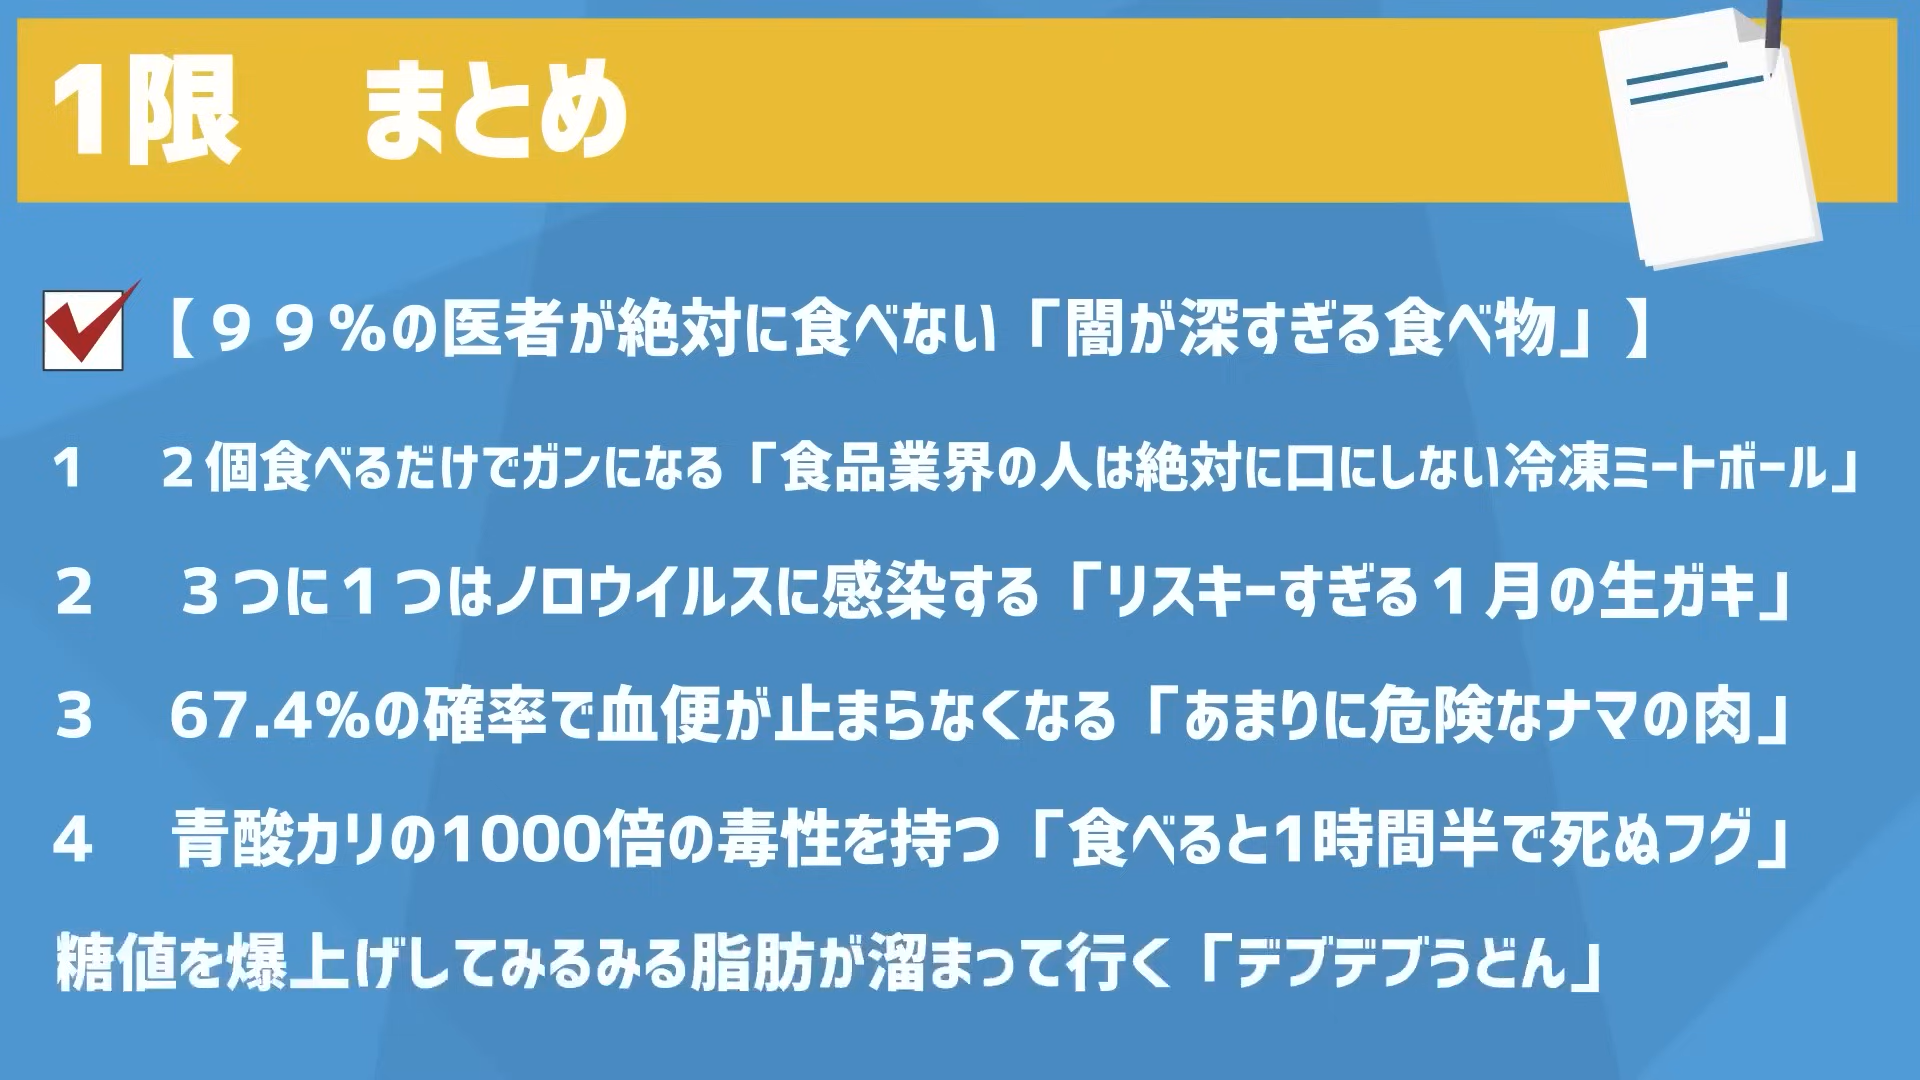 1限　まとめ
【９９％の医者が絶対に食べない「闇が深すぎる食べ物」】
1　２個食べるだけでガンになる「食品業界の人は絶対に口にしない冷凍ミートボール」
2　３つに１つはノロウイルスに感染する「リスキーすぎる１月の生ガキ」
3　67.4%の確率で血便が止まらなくなる「あまりに危険なナマの肉」
4　青酸カリの1000倍の毒性を持つ「食べると1時間半で死ぬフグ」
糖値を爆上げしてみるみる脂肪が溜まって行く「デブデブうどん」